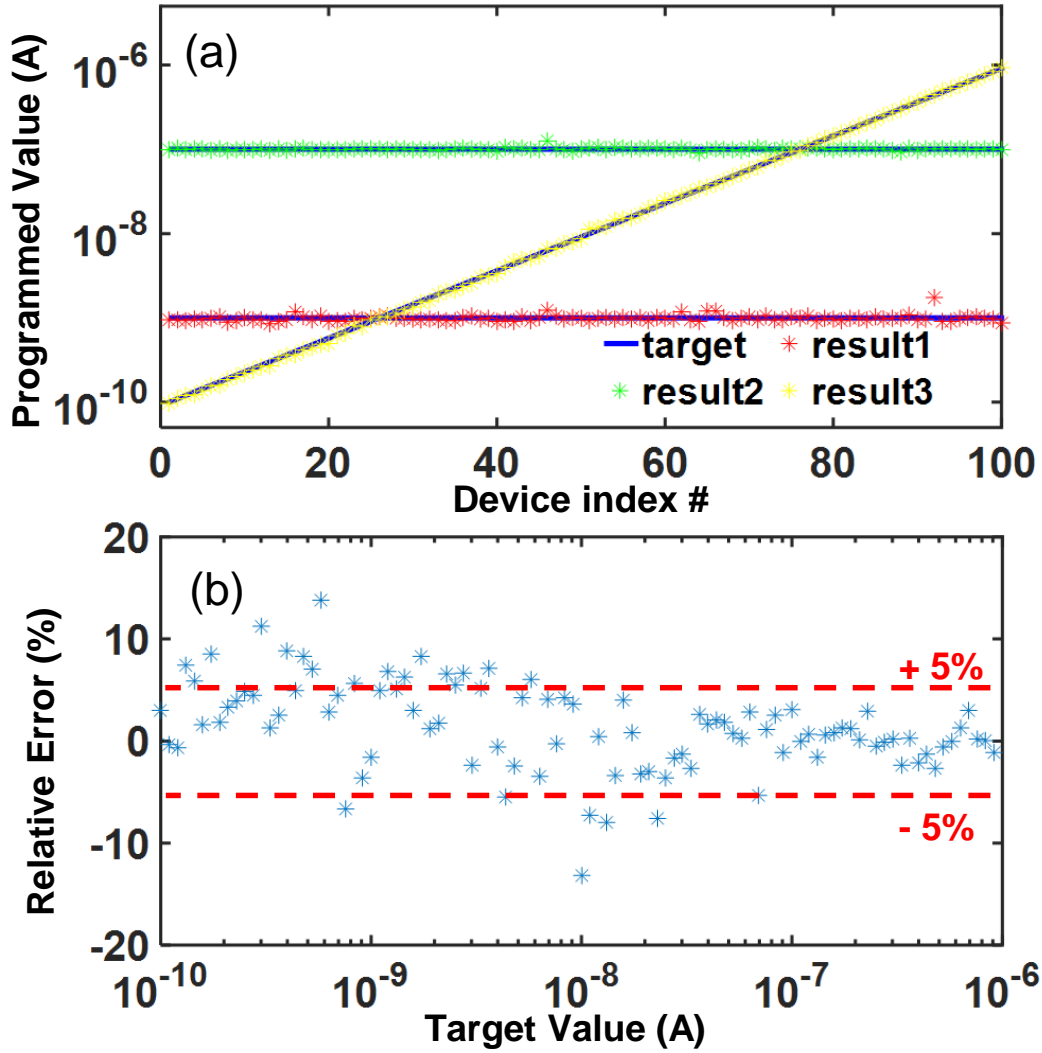 (a)
Programmed Value (A)
10^-6
10^-8
10^-10
target result1
result2 result3
0 20 40 60 80 100
Device index #
(b)
Relative Error (%)
20
10
0
-10
-20
+ 5%
- 5%
10^-10 10^-9 10^-8 10^-7 10^-6
Target Value (A)